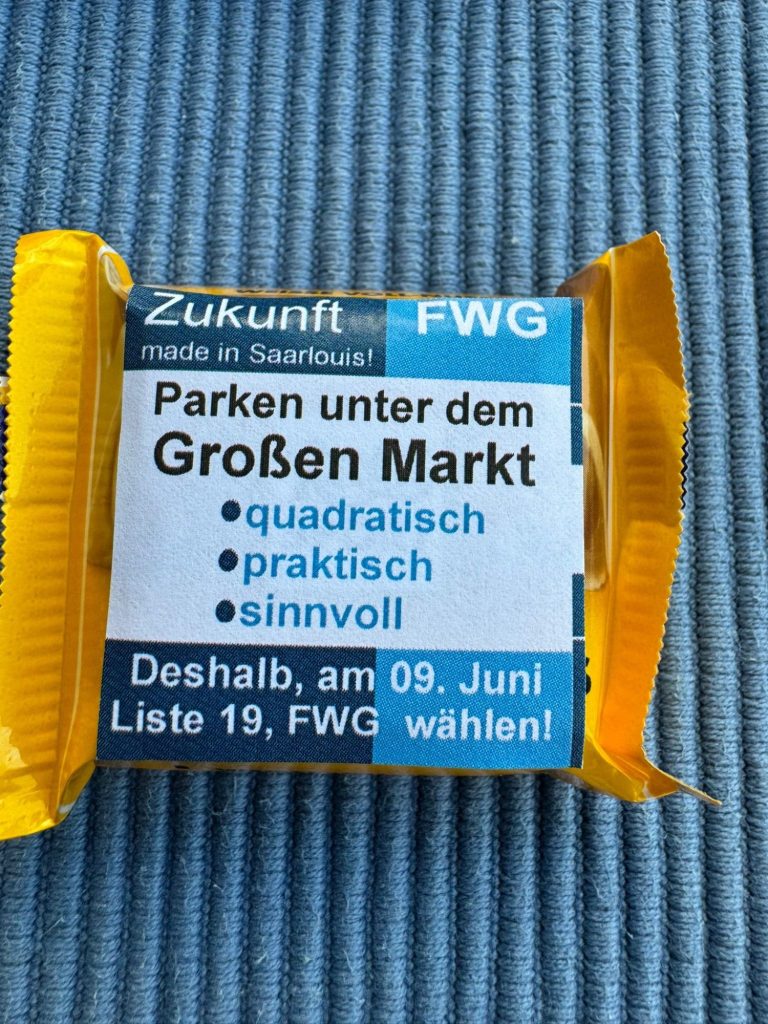 Zukunft FWG
made in Saarlouis!
Parken unter dem
Großen Markt
•quadratisch
•praktisch
•sinnvoll
Deshalb, am 09. Juni
Liste 19, FWG wählen!